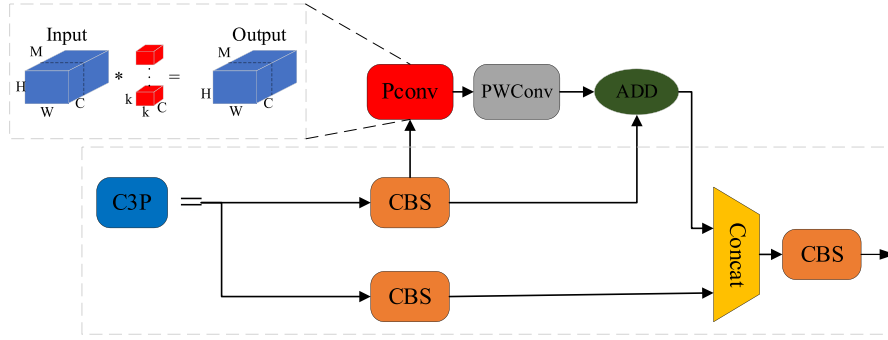 Input
Output
M
M
H
*
=
H
W
C
k
k
C
W
C
Pconv
PWConv
ADD
C3P
=
CBS
CBS
Concat
CBS